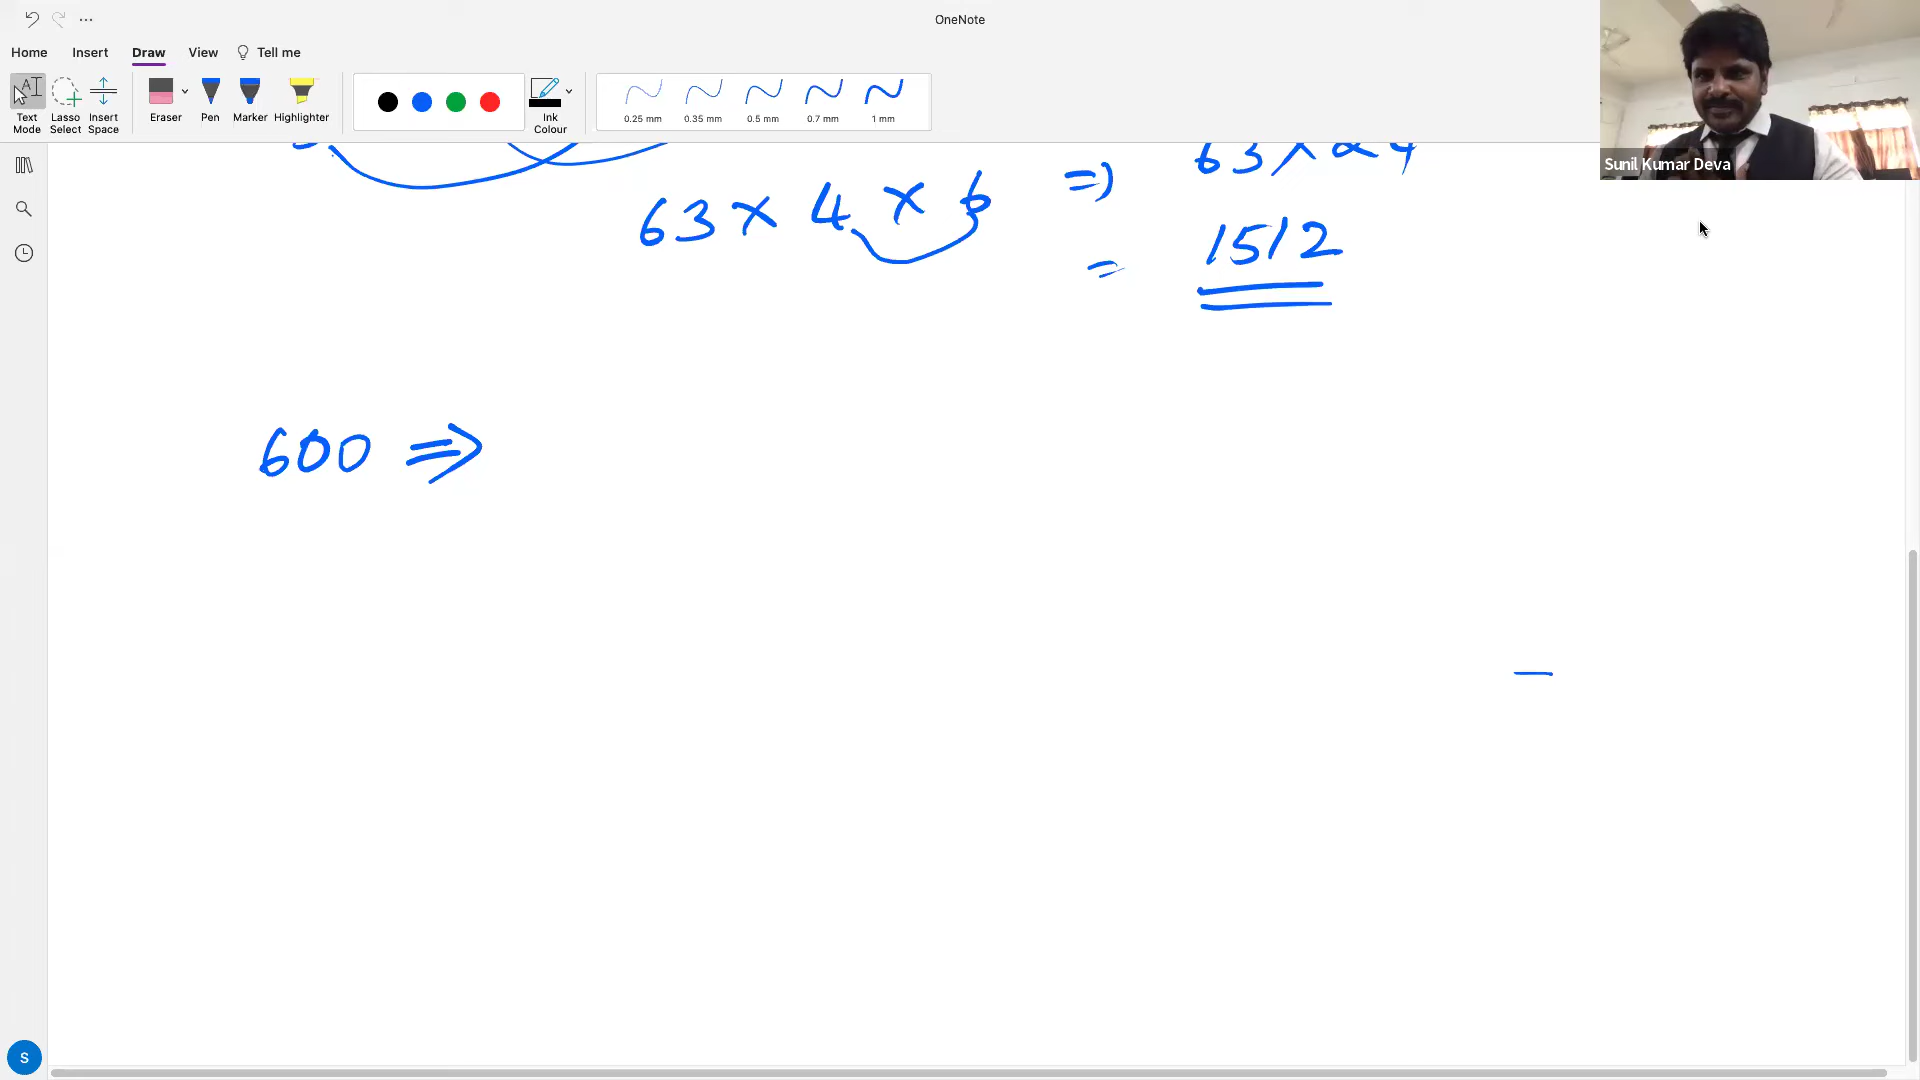 OneNote
Home Insert Draw View Tell me
Text Mode
Lasso Select
Insert Space
Eraser
Pen
Marker
Highlighter
Ink Colour
0.25 mm
0.35 mm
0.5 mm
0.7 mm
1 mm
Sunil Kumar Deva
63 x 24
63 x 4 x 6 =>
= 1512
600 =>
S